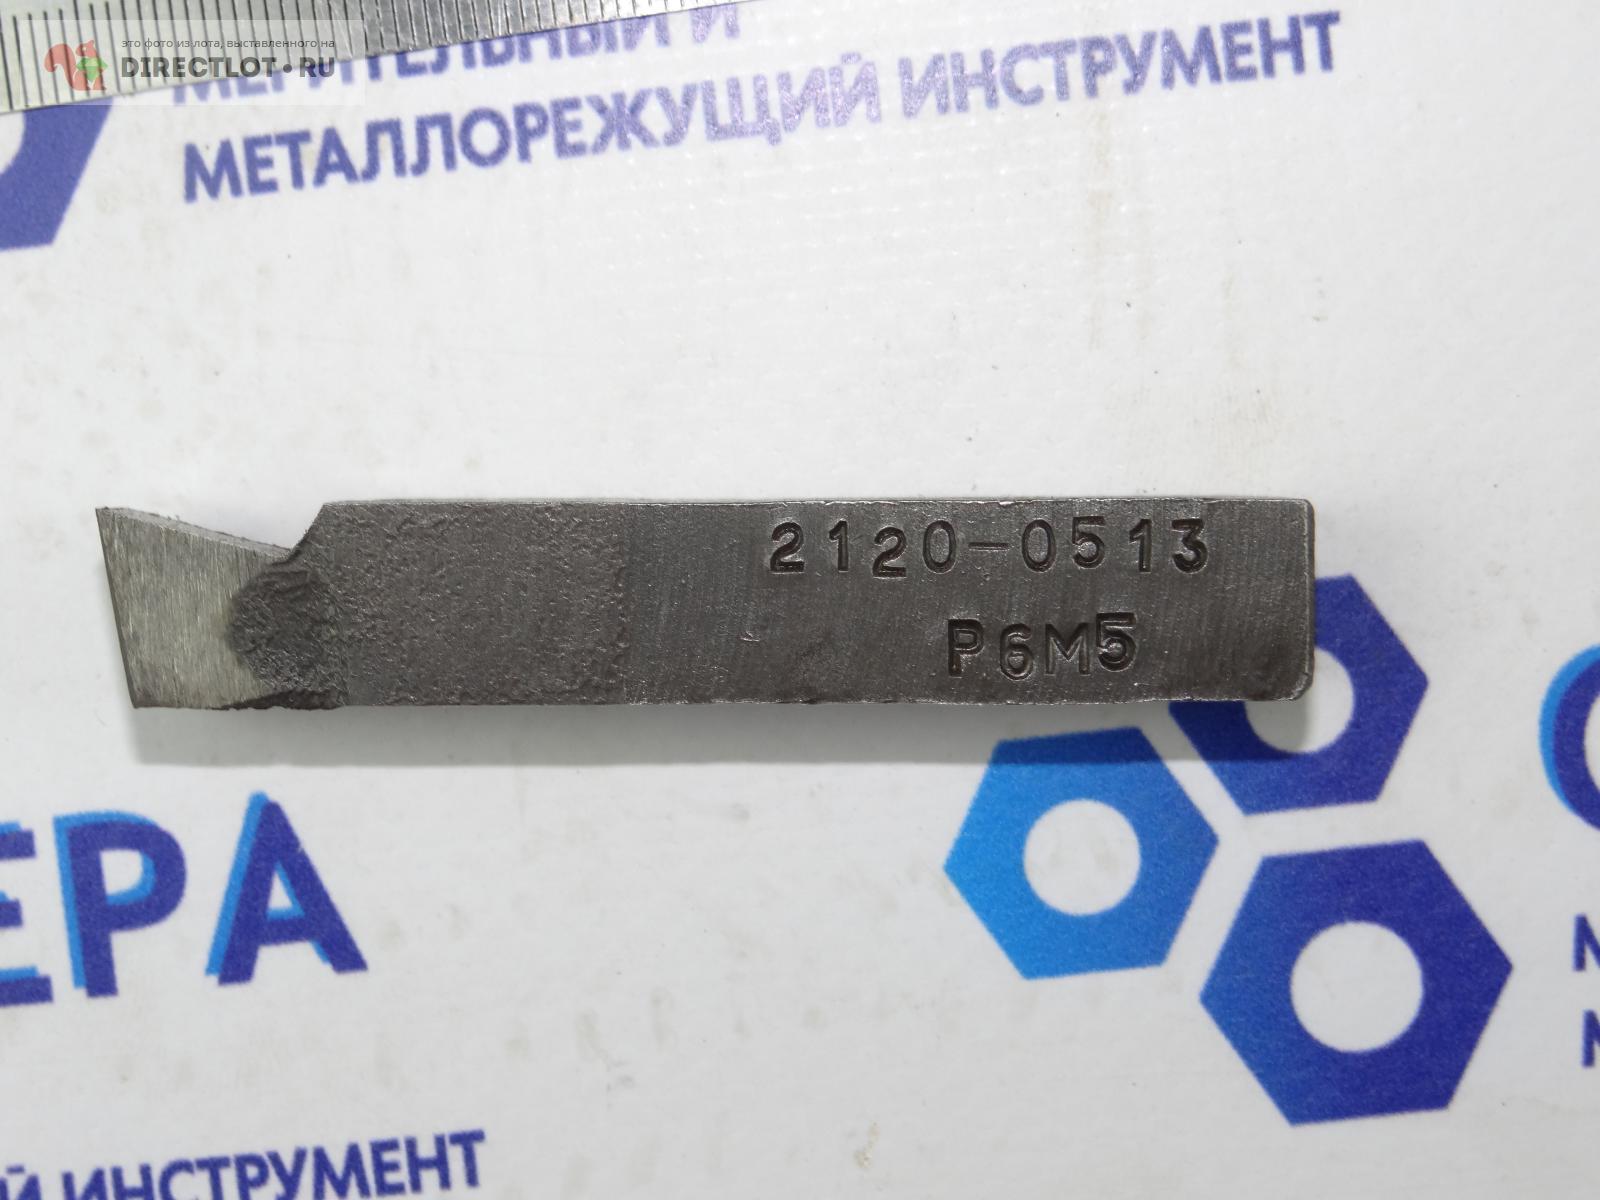 это фото из лота, выставленного на
DIRECTLOT.RU
МЕРИТЕЛЬНЫЙ И
МЕТАЛЛОРЕЖУЩИЙ ИНСТРУМЕНТ
2120-0513
Р6М5
ЕРА
Й ИНСТРУМЕНТ